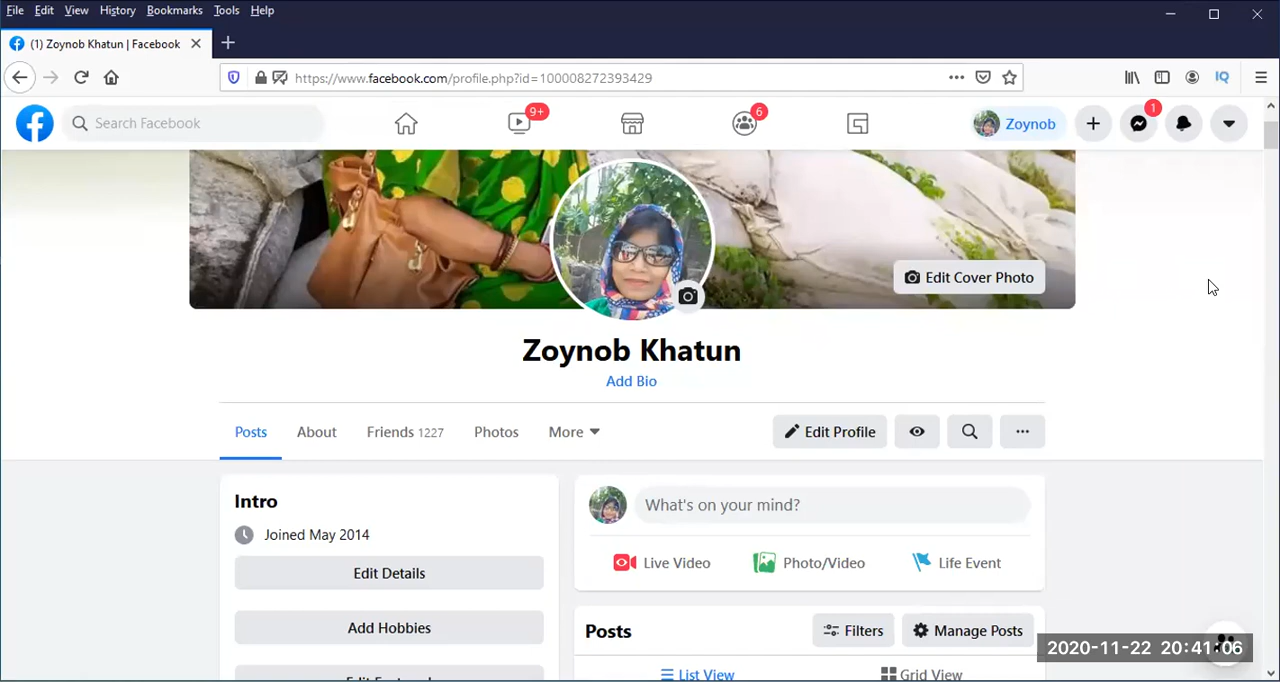 File Edit View History Bookmarks Tools Help
(1) Zoynob Khatun | Facebook
https://www.facebook.com/profile.php?id=100008272393429
IQ
Search Facebook
9+
6
Zoynob
1
Edit Cover Photo
Zoynob Khatun
Add Bio
Posts About Friends 1227 Photos More
Edit Profile
Intro
Joined May 2014
Edit Details
Add Hobbies
What's on your mind?
Live Video Photo/Video Life Event
Posts Filters Manage Posts
List View Grid View
2020-11-22 20:41:06